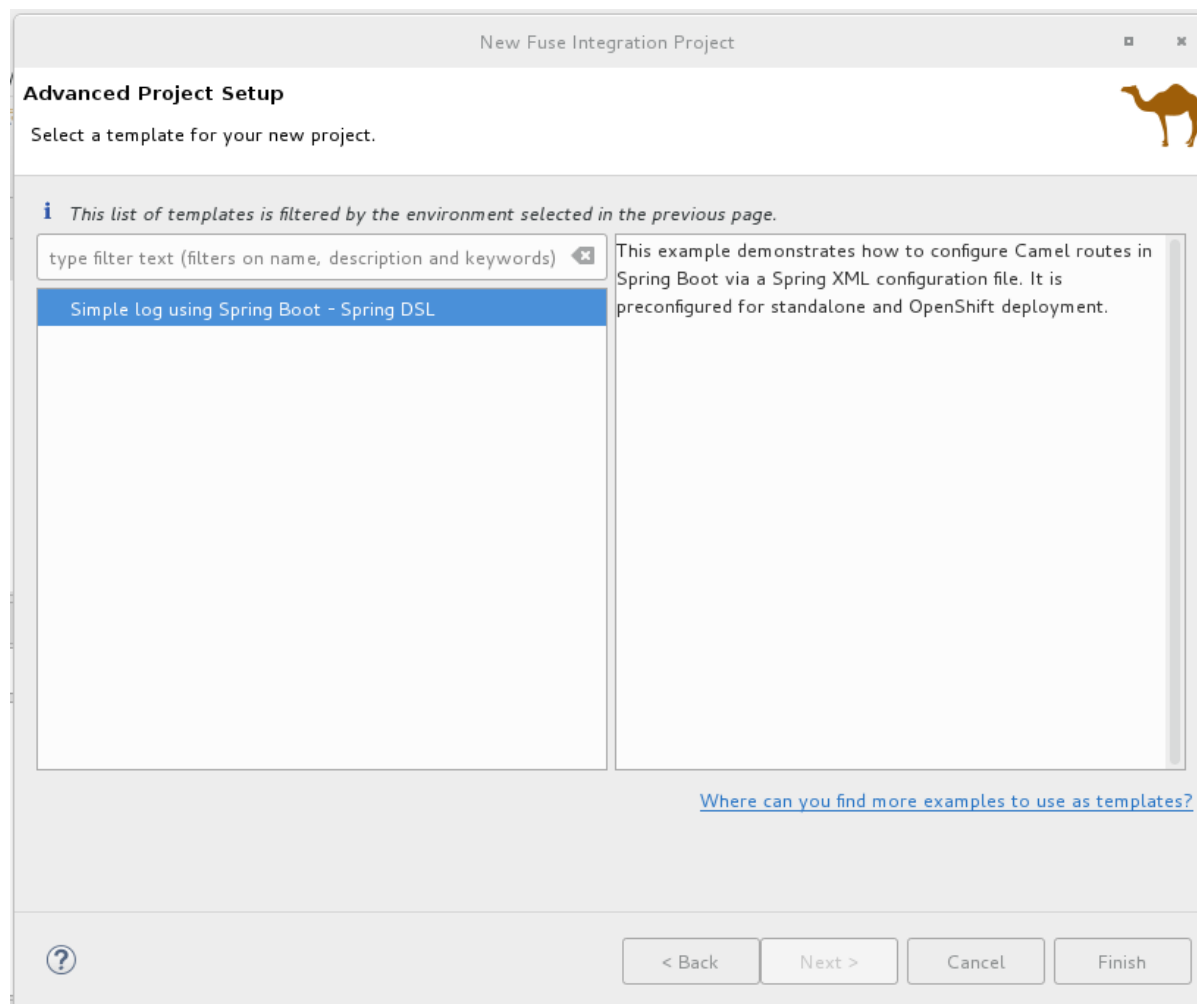 New Fuse Integration Project
Advanced Project Setup
Select a template for your new project.
i This list of templates is filtered by the environment selected in the previous page.
type filter text (filters on name, description and keywords)
Simple log using Spring Boot - Spring DSL
This example demonstrates how to configure Camel routes in
Spring Boot via a Spring XML configuration file. It is
preconfigured for standalone and OpenShift deployment.
Where can you find more examples to use as templates?
?
< Back
Next >
Cancel
Finish